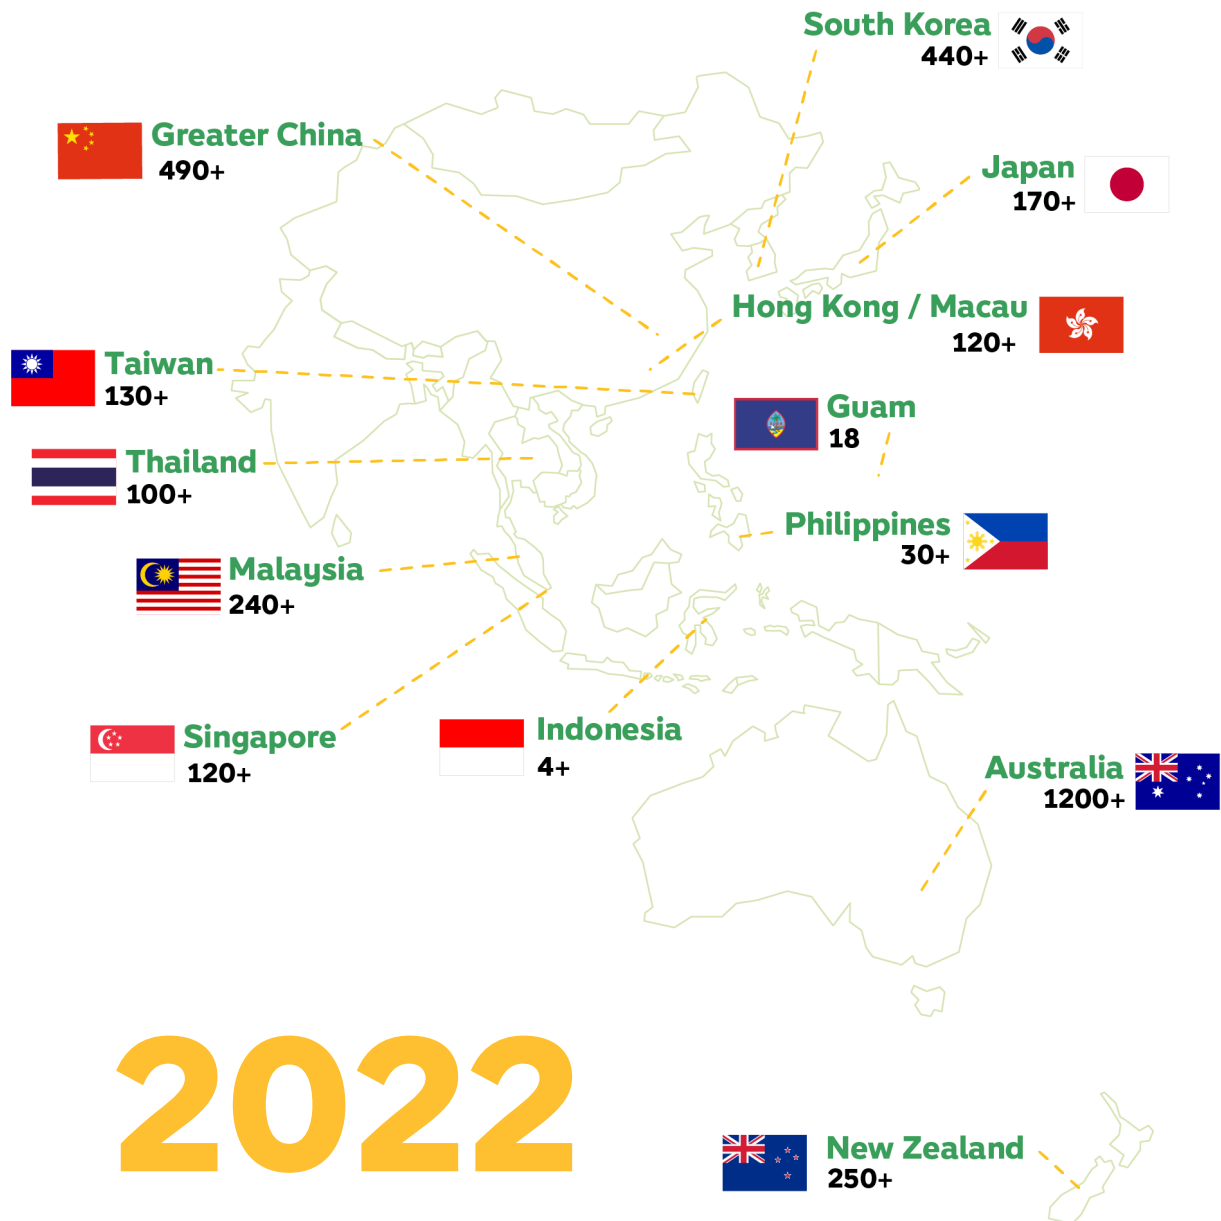 South Korea
440+
Greater China
490+
Japan
170+
Hong Kong / Macau
120+
Taiwan
130+
Guam
18
Thailand
100+
Philippines
30+
Malaysia
240+
Singapore
120+
Indonesia
4+
Australia
1200+
2022
New Zealand
250+